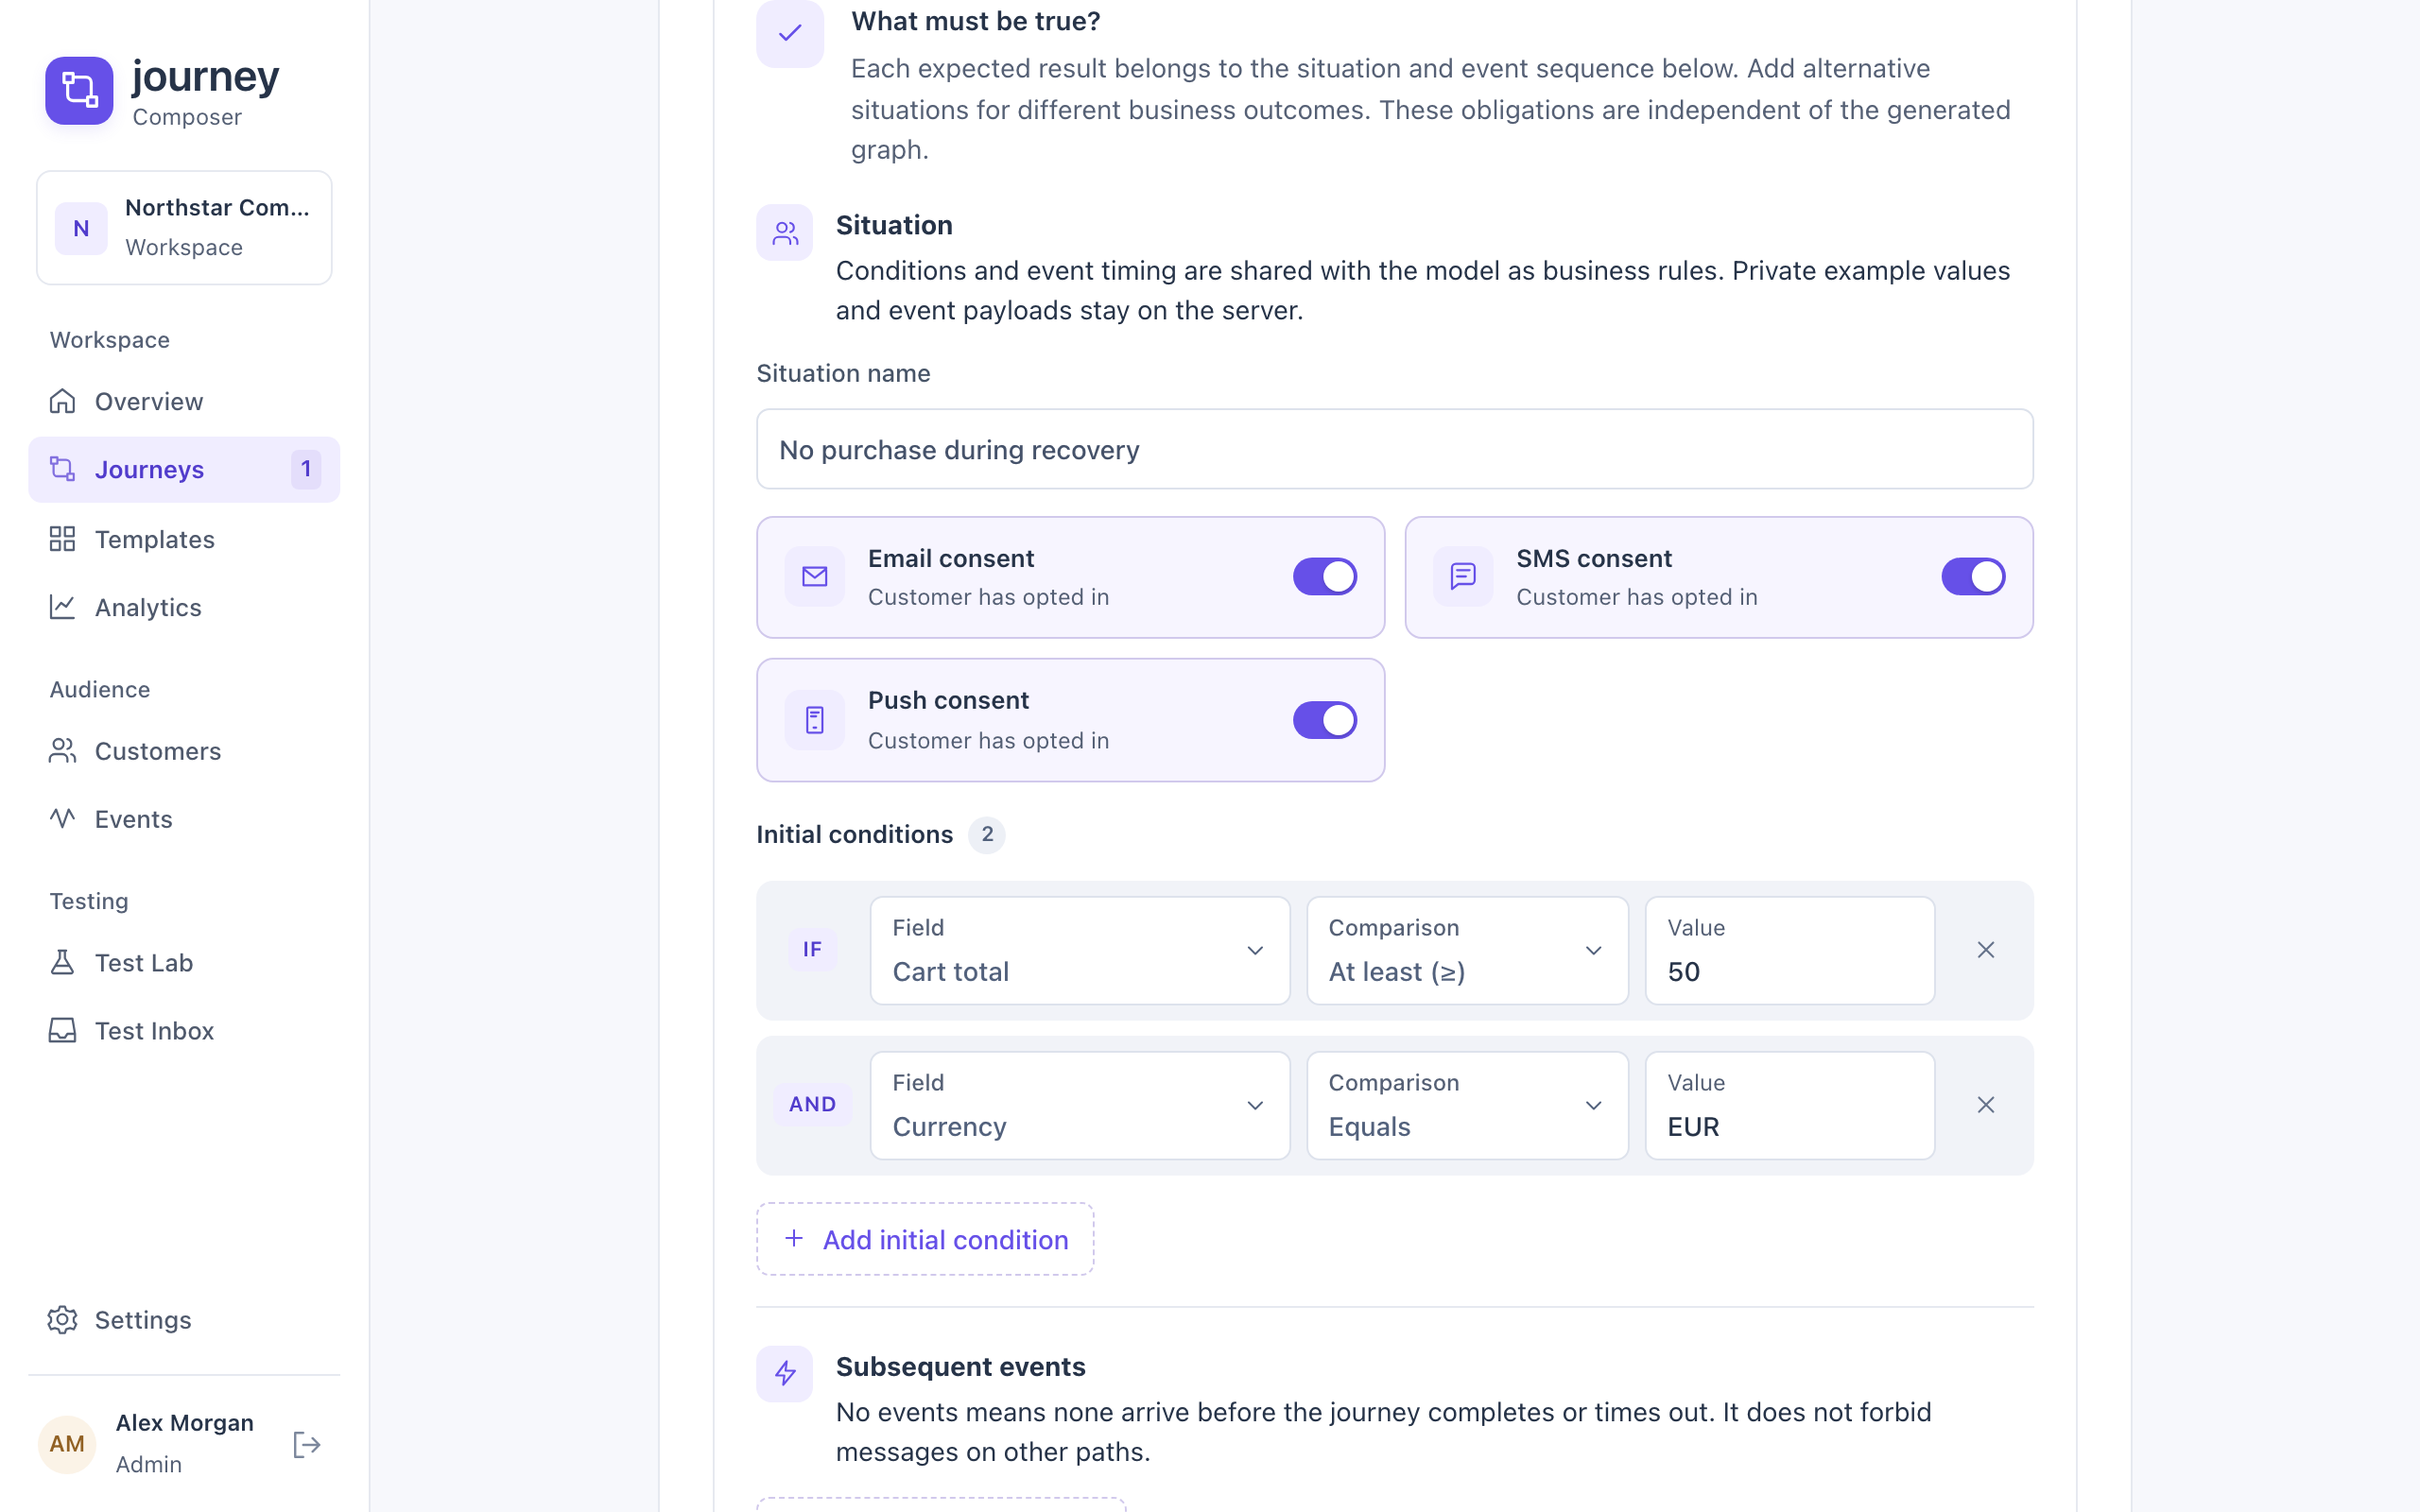 journey
Composer
N
Northstar Com...
Workspace
Workspace
Overview
Journeys
1
Templates
Analytics
Audience
Customers
Events
Testing
Test Lab
Test Inbox
Settings
AM
Alex Morgan
Admin
What must be true?
Each expected result belongs to the situation and event sequence below. Add alternative
situations for different business outcomes. These obligations are independent of the generated
graph.
Situation
Conditions and event timing are shared with the model as business rules. Private example values
and event payloads stay on the server.
Situation name
No purchase during recovery
Email consent
Customer has opted in
SMS consent
Customer has opted in
Push consent
Customer has opted in
Initial conditions 2
IF
Field
Cart total
Comparison
At least (≥)
Value
50
AND
Field
Currency
Comparison
Equals
Value
EUR
+ Add initial condition
Subsequent events
No events means none arrive before the journey completes or times out. It does not forbid
messages on other paths.